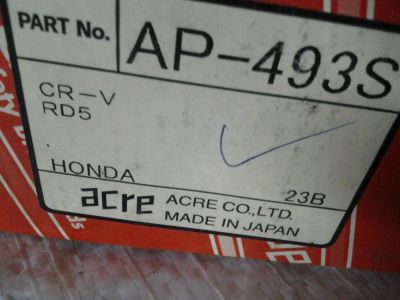 PART No. AP-493S
CR-V
RD5
HONDA 23B
acre ACRE CO.,LTD.
MADE IN JAPAN